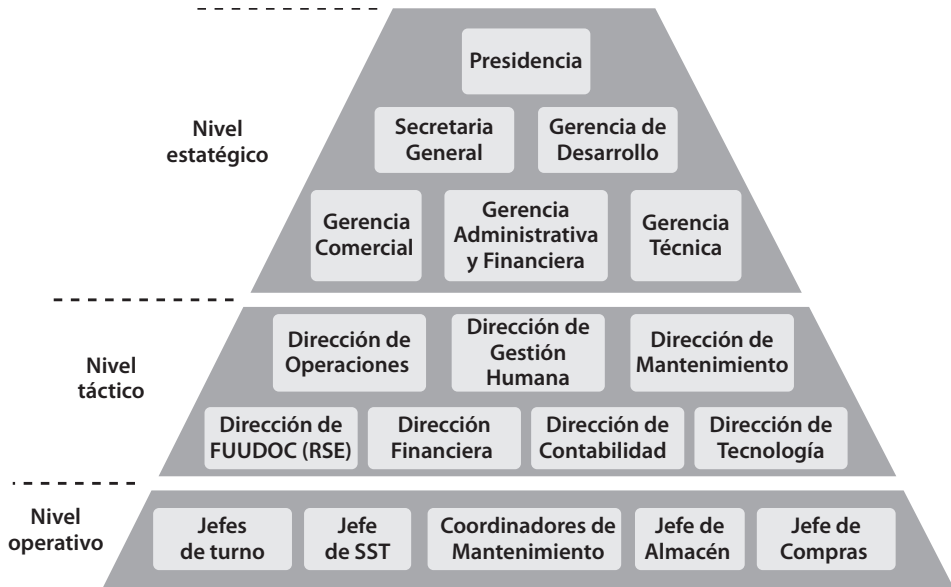 Presidencia
Nivel
estatégico
Secretaria
General
Gerencia de
Desarrollo
Gerencia
Comercial
Gerencia
Administrativa
y Financiera
Gerencia
Técnica
Nivel
táctico
Dirección de
Operaciones
Dirección de
Gestión
Humana
Dirección de
Mantenimiento
Dirección de
FUUDOC (RSE)
Dirección
Financiera
Dirección de
Contabilidad
Dirección de
Tecnología
Nivel
operativo
Jefes
de turno
Jefe
de SST
Coordinadores de
Mantenimiento
Jefe de
Almacén
Jefe de
Compras